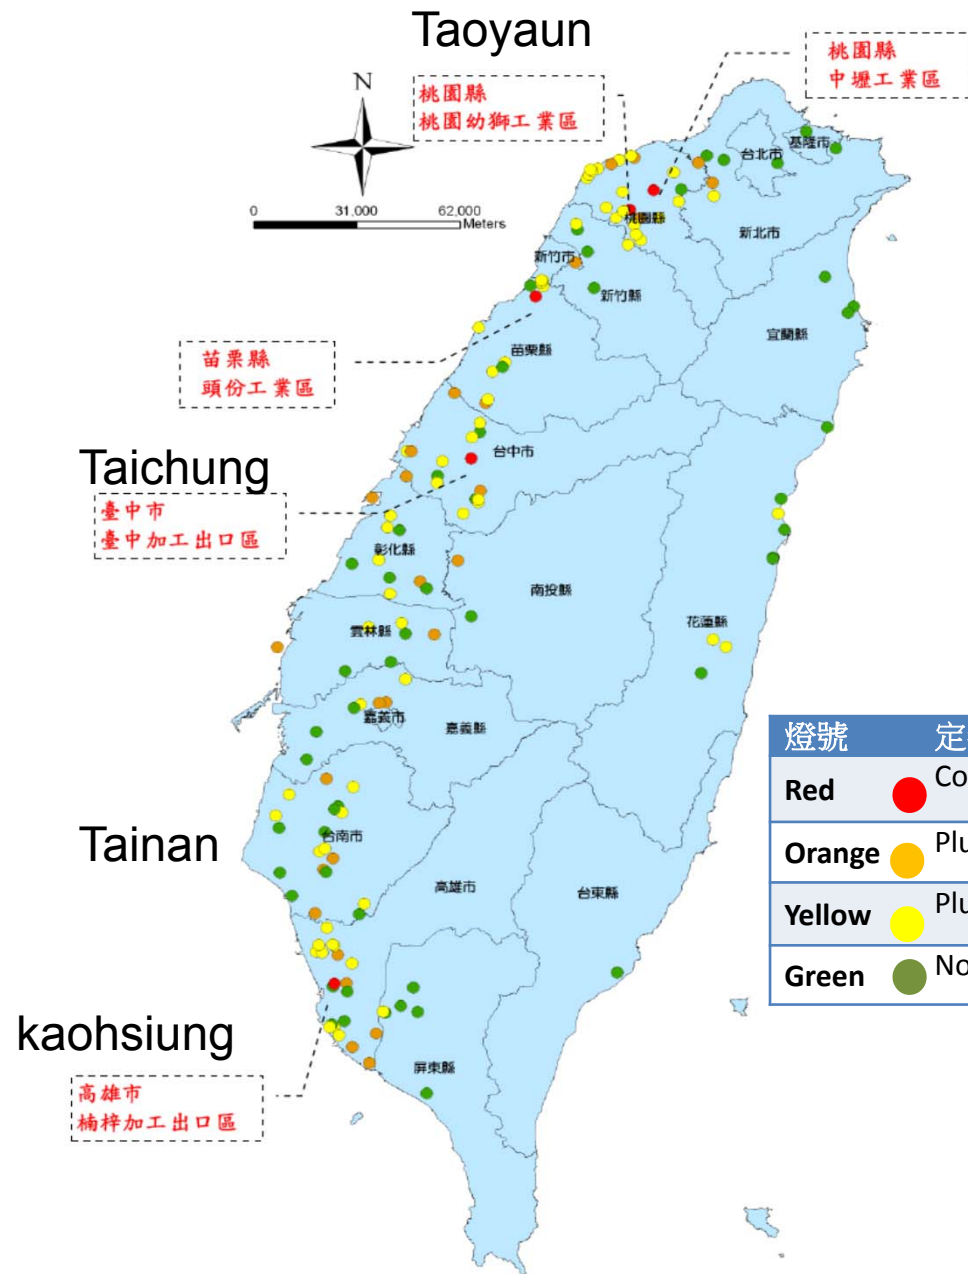 Taoyaun
桃園縣
中壢工業區
桃園縣
桃園幼獅工業區
N
0 31,000 62,000
Meters
基隆市
台北市
桃園縣
新北市
新竹市
新竹縣
宜蘭縣
苗栗縣
苗栗縣
頭份工業區
台中市
Taichung
臺中市
臺中加工出口區
彰化縣
南投縣
花蓮縣
雲林縣
嘉義市
嘉義縣
燈號 定
Red Co
Orange Plu
Yellow Plu
Green No
Tainan
台南市
高雄市
台東縣
kaohsiung
屏東縣
高雄市
楠梓加工出口區